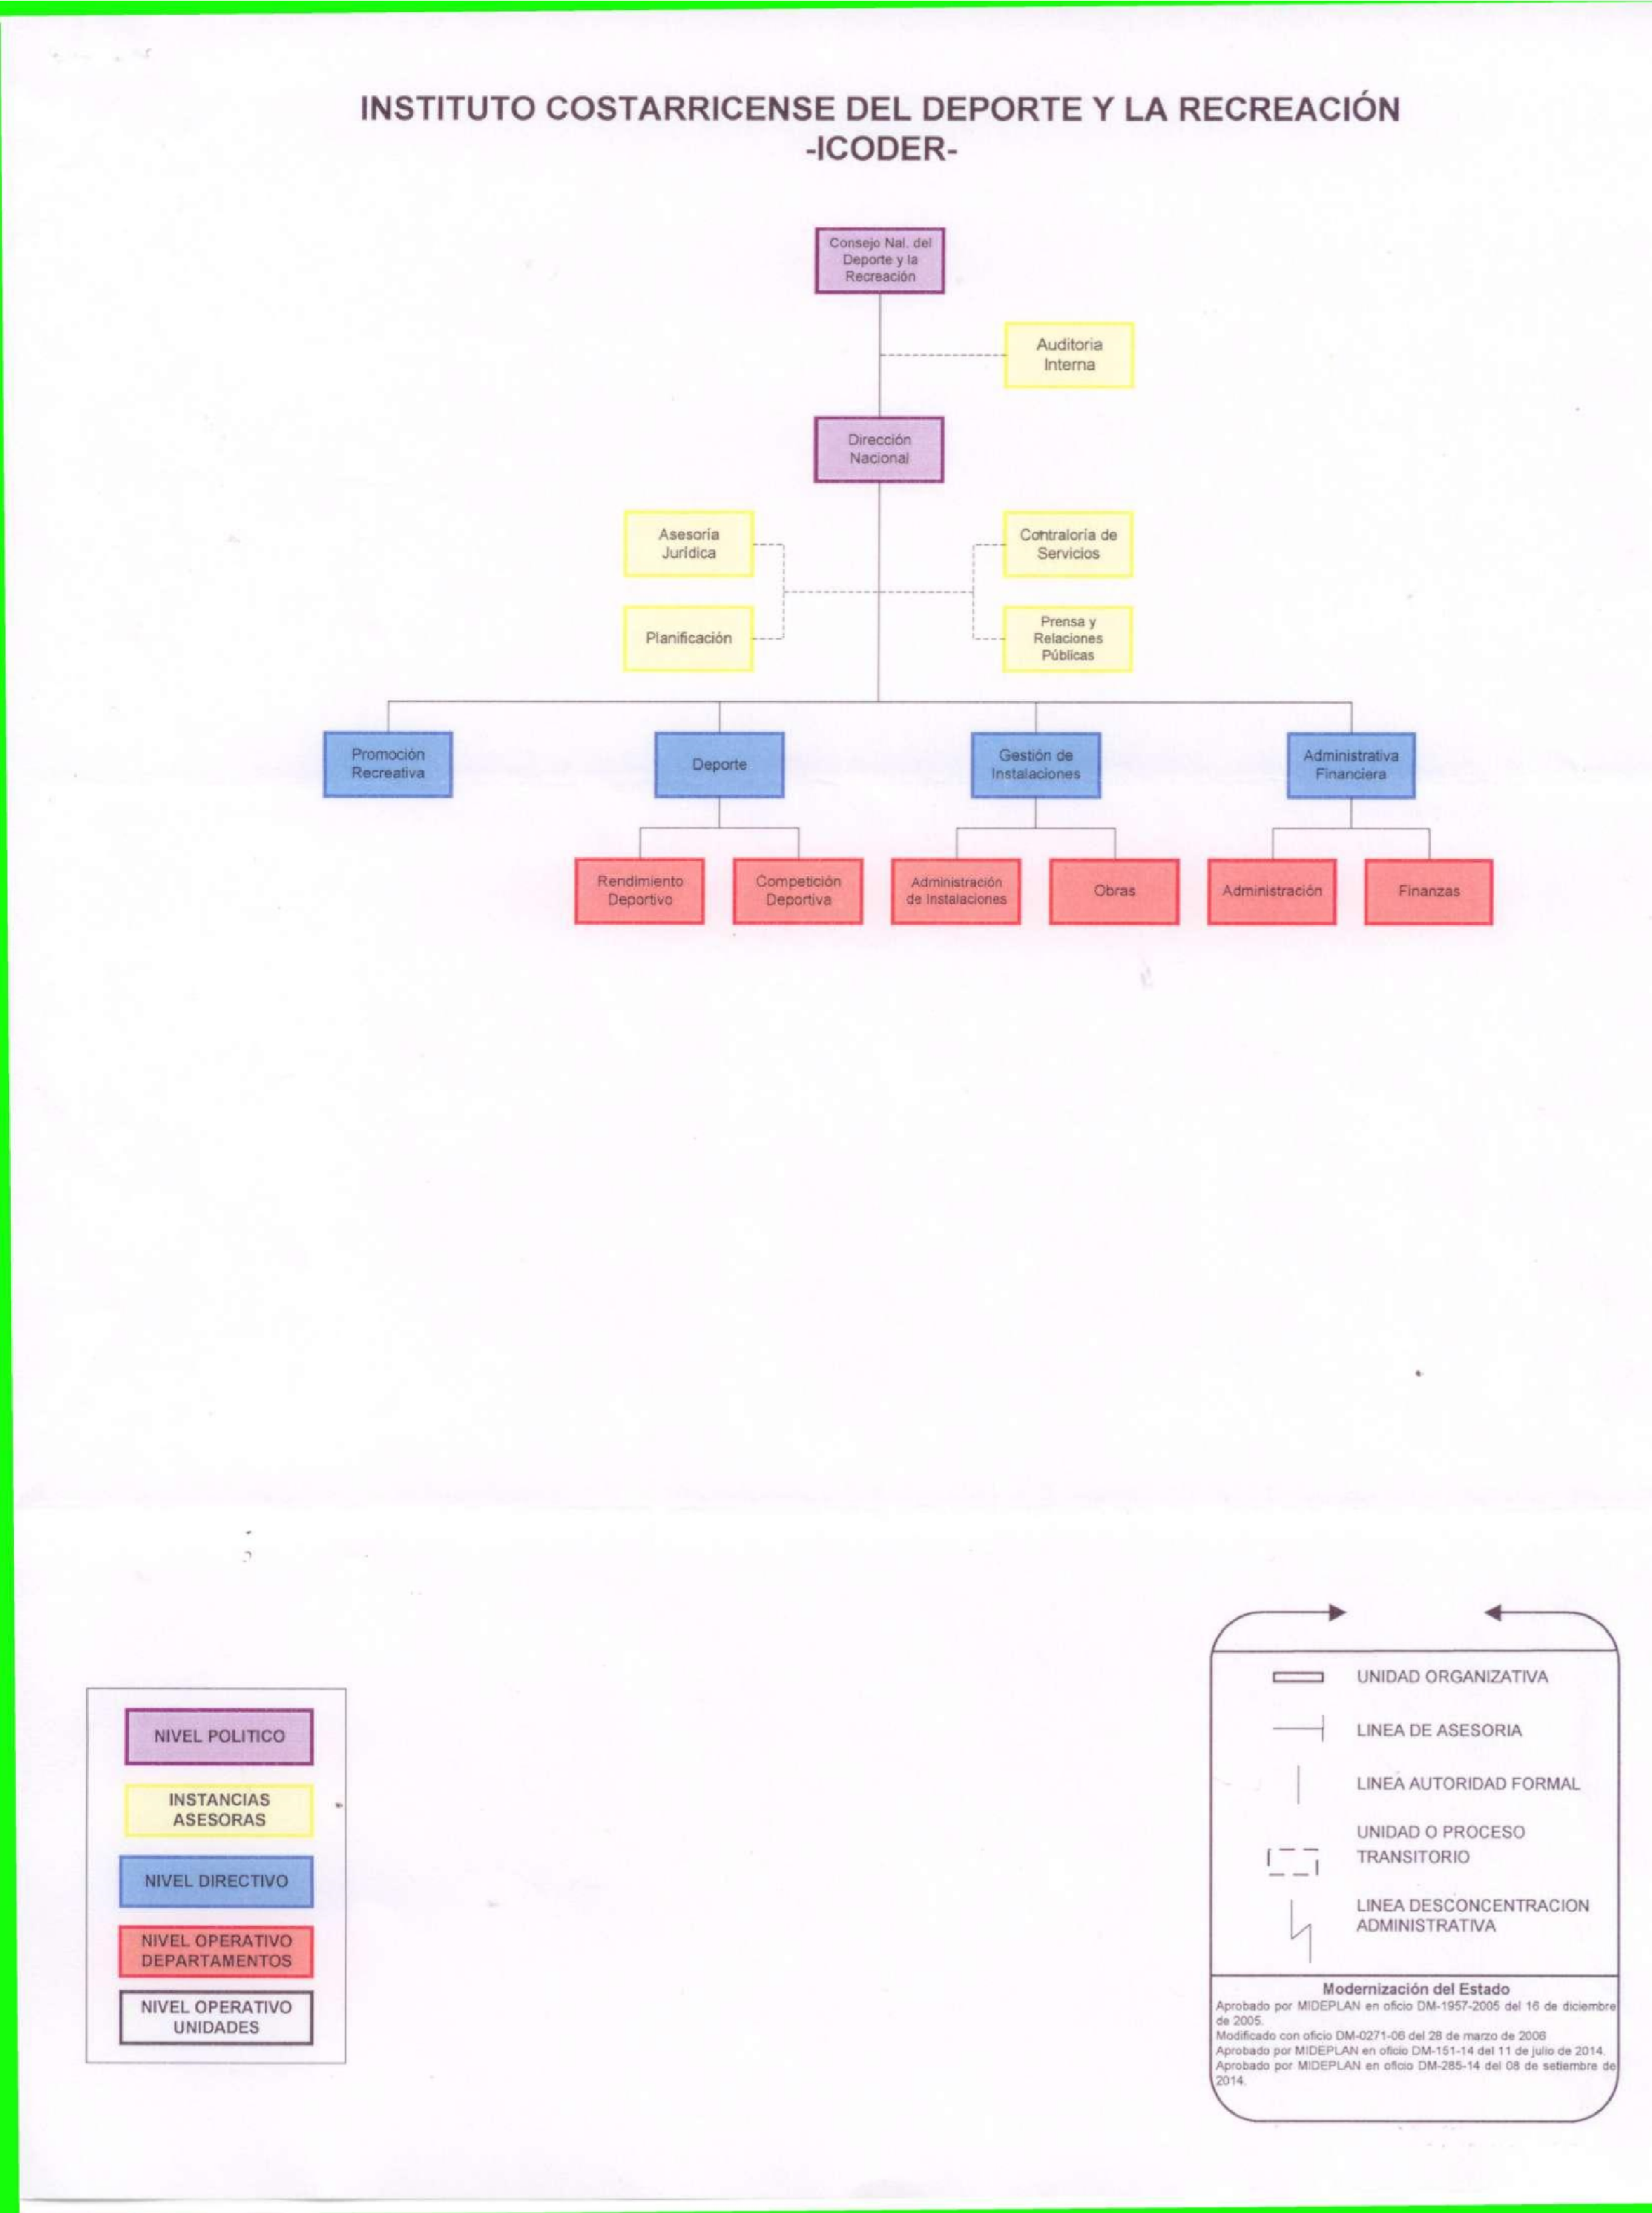 INSTITUTO COSTARRICENSE DEL DEPORTE Y LA RECREACIÓN
-ICODER-
Consejo Nal. del
Deporte y la
Recreación
Auditoria
Interna
Dirección
Nacional
Asesoría
Jurídica
Contraloría de
Servicios
Planificación
Prensa y
Relaciones
Públicas
Promoción
Recreativa
Deporte
Gestión de
Instalaciones
Administrativa
Financiera
Rendimiento
Deportivo
Competición
Deportiva
Administración
de Instalaciones
Obras
Administración
Finanzas
NIVEL POLITICO
INSTANCIAS
ASESORAS
NIVEL DIRECTIVO
NIVEL OPERATIVO
DEPARTAMENTOS
NIVEL OPERATIVO
UNIDADES
UNIDAD ORGANIZATIVA
LINEA DE ASESORIA
LINEA AUTORIDAD FORMAL
UNIDAD O PROCESO
TRANSITORIO
LINEA DESCONCENTRACION
ADMINISTRATIVA
Modernización del Estado
Aprobado por MIDEPLAN en oficio DM-1957-2005 del 16 de diciembre
de 2005.
Modificado con oficio DM-0271-06 del 28 de marzo de 2006
Aprobado por MIDEPLAN en oficio DM-151-14 del 11 de julio de 2014.
Aprobado por MIDEPLAN en oficio DM-285-14 del 08 de setiembre de
2014.